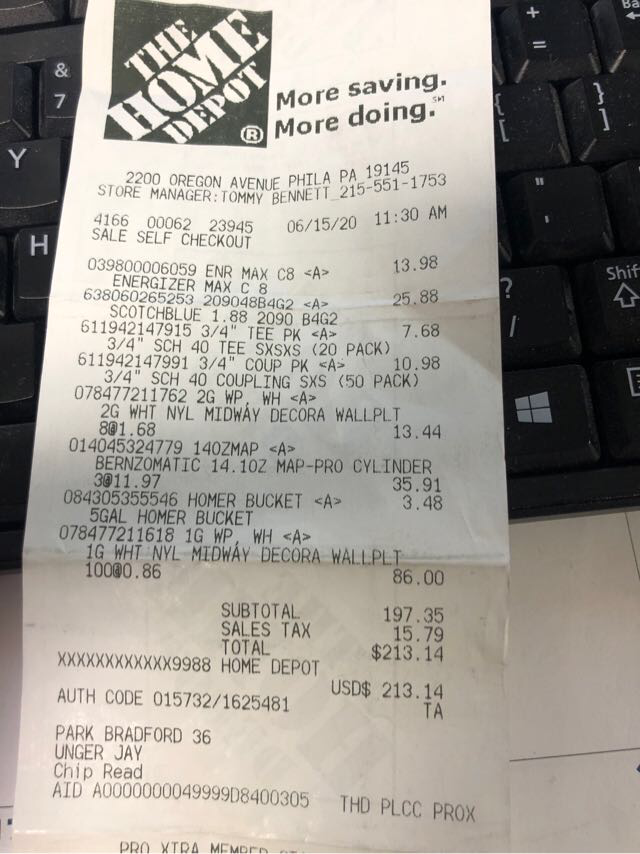 THE
HOME
DEPOT
®
More saving.
More doing.℠
2200 OREGON AVENUE PHILA PA 19145
STORE MANAGER:TOMMY BENNETT 215-551-1753
4166 00062 23945 06/15/20 11:30 AM
SALE SELF CHECKOUT
039800006059 ENR MAX C8 <A> 13.98
ENERGIZER MAX C 8
638060265253 209048B4G2 <A> 25.88
SCOTCHBLUE 1.88 2090 B4G2
611942147915 3/4" TEE PK <A> 7.68
3/4" SCH 40 TEE SXSXS (20 PACK)
611942147991 3/4" COUP PK <A> 10.98
3/4" SCH 40 COUPLING SXS (50 PACK)
078477211762 2G WP, WH <A>
2G WHT NYL MIDWAY DECORA WALLPLT
8@1.68 13.44
014045324779 14OZMAP <A>
BERNZOMATIC 14.1OZ MAP-PRO CYLINDER
3@11.97 35.91
084305355546 HOMER BUCKET <A> 3.48
5GAL HOMER BUCKET
078477211618 1G WP, WH <A>
1G WHT NYL MIDWAY DECORA WALLPLT
100@0.86 86.00
SUBTOTAL 197.35
SALES TAX 15.79
TOTAL $213.14
XXXXXXXXXXXX9988 HOME DEPOT
USD$ 213.14
AUTH CODE 015732/1625481 TA
PARK BRADFORD 36
UNGER JAY
Chip Read
AID A0000000049999D8400305 THD PLCC PROX
PRO XTRA MEMBER
& 7
Y
H
+ =
{ [
} ]
" '
? /
Shif
Ba